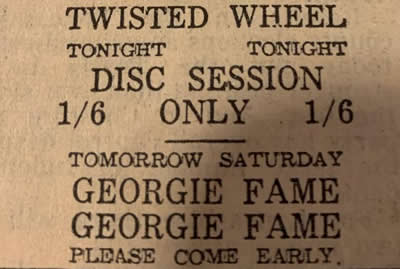 TWISTED WHEEL
TONIGHT TONIGHT
DISC SESSION
1/6 ONLY 1/6
TOMORROW SATURDAY
GEORGIE FAME
GEORGIE FAME
PLEASE COME EARLY.